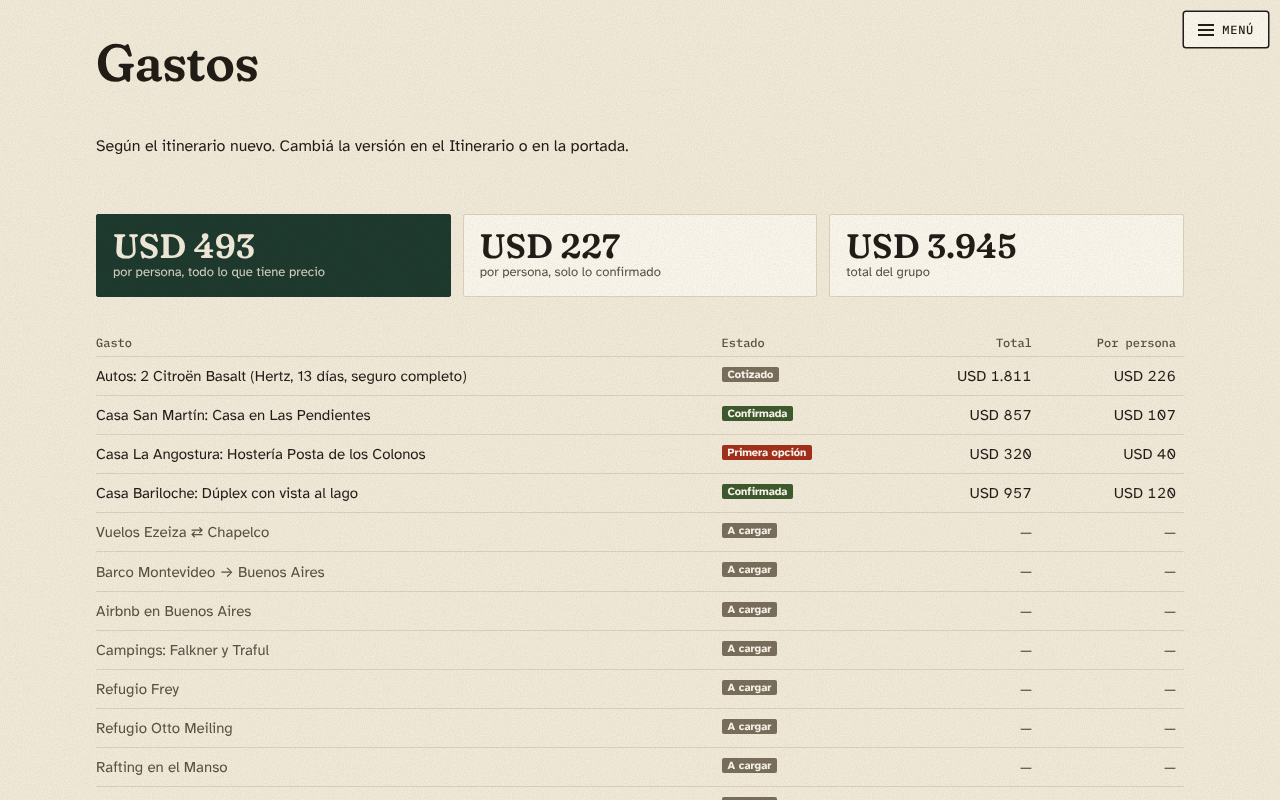 MENÚ
Gastos
Según el itinerario nuevo. Cambiá la versión en el Itinerario o en la portada.
USD 493
por persona, todo lo que tiene precio
USD 227
por persona, solo lo confirmado
USD 3.945
total del grupo
Gasto Estado Total Por persona
Autos: 2 Citroën Basalt (Hertz, 13 días, seguro completo) Cotizado USD 1.811 USD 226
Casa San Martín: Casa en Las Pendientes Confirmada USD 857 USD 107
Casa La Angostura: Hostería Posta de los Colonos Primera opción USD 320 USD 40
Casa Bariloche: Dúplex con vista al lago Confirmada USD 957 USD 120
Vuelos Ezeiza ⇄ Chapelco A cargar — —
Barco Montevideo → Buenos Aires A cargar — —
Airbnb en Buenos Aires A cargar — —
Campings: Falkner y Traful A cargar — —
Refugio Frey A cargar — —
Refugio Otto Meiling A cargar — —
Rafting en el Manso A cargar — —